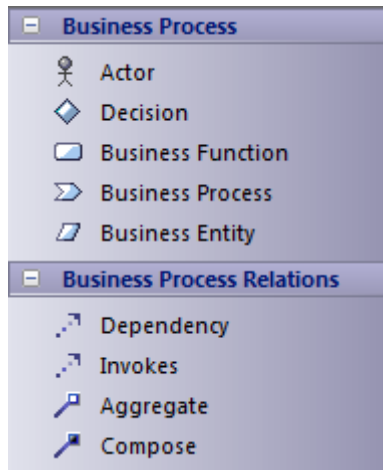 Business Process
Actor
Decision
Business Function
Business Process
Business Entity
Business Process Relations
Dependency
Invokes
Aggregate
Compose